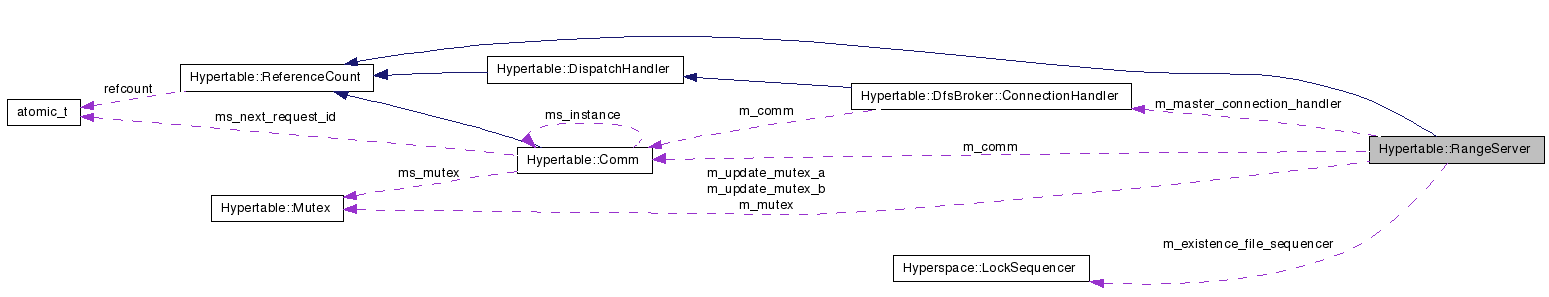 Hypertable::ReferenceCount
Hypertable::DispatchHandler
refcount
Hypertable::DfsBroker::ConnectionHandler
atomic_t
ms_next_request_id
ms_instance
m_comm
m_master_connection_handler
Hypertable::Comm
m_comm
Hypertable::RangeServer
ms_mutex
m_update_mutex_a
m_update_mutex_b
m_mutex
Hypertable::Mutex
m_existence_file_sequencer
Hyperspace::LockSequencer